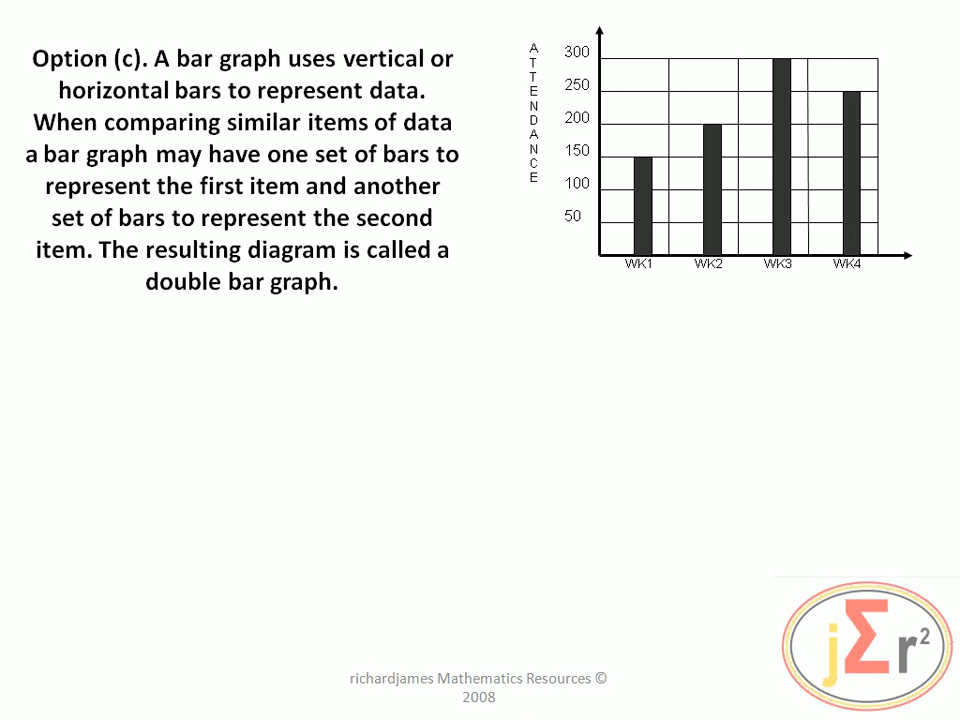 Option (c). A bar graph uses vertical or
horizontal bars to represent data.
When comparing similar items of data
a bar graph may have one set of bars to
represent the first item and another
set of bars to represent the second
item. The resulting diagram is called a
double bar graph.
ATTENDANCE
300
250
200
150
100
50
WK1 WK2 WK3 WK4
jΣr²
richardjames Mathematics Resources ©
2008